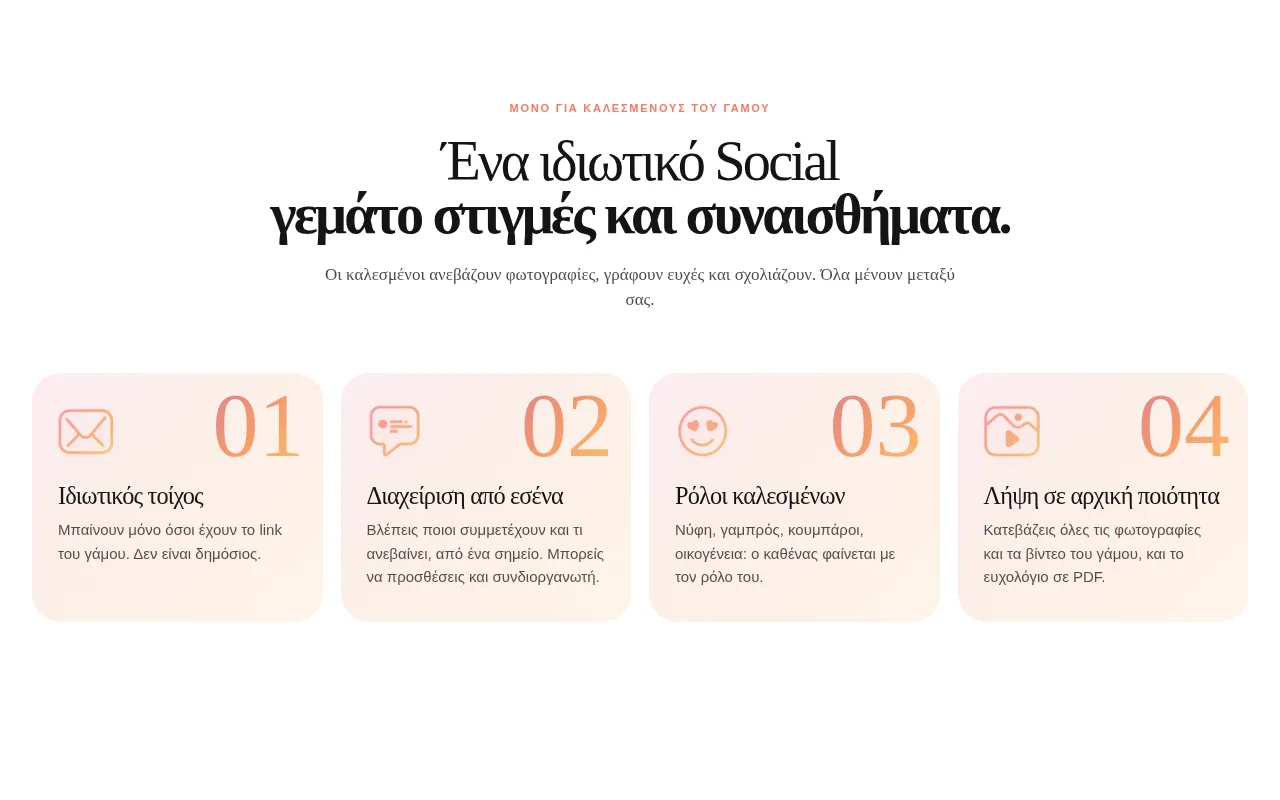 ΜΟΝΟ ΓΙΑ ΚΑΛΕΣΜΕΝΟΥΣ ΤΟΥ ΓΑΜΟΥ
Ένα ιδιωτικό Social
γεμάτο στιγμές και συναισθήματα.
Οι καλεσμένοι ανεβάζουν φωτογραφίες, γράφουν ευχές και σχολιάζουν. Όλα μένουν μεταξύ
σας.
01
Ιδιωτικός τοίχος
Μπαίνουν μόνο όσοι έχουν το link
του γάμου. Δεν είναι δημόσιος.
02
Διαχείριση από εσένα
Βλέπεις ποιοι συμμετέχουν και τι
ανεβαίνει, από ένα σημείο. Μπορείς
να προσθέσεις και συνδιοργανωτή.
03
Ρόλοι καλεσμένων
Νύφη, γαμπρός, κουμπάροι,
οικογένεια: ο καθένας φαίνεται με
τον ρόλο του.
04
Λήψη σε αρχική ποιότητα
Κατεβάζεις όλες τις φωτογραφίες
και τα βίντεο του γάμου, και το
ευχολόγιο σε PDF.